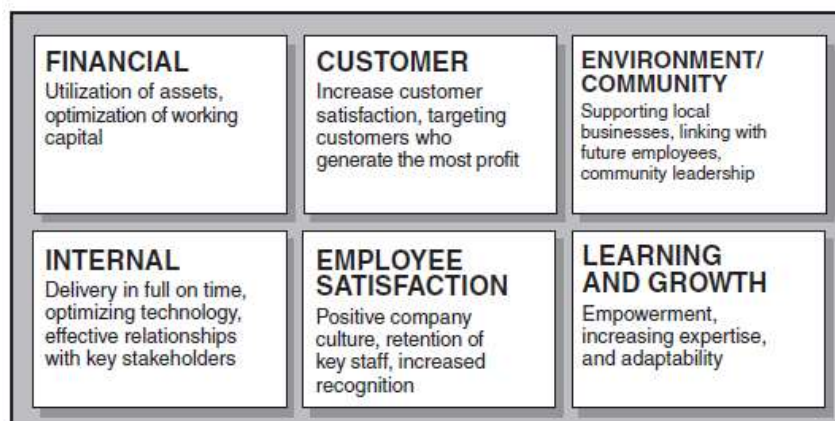 FINANCIAL
Utilization of assets,
optimization of working
capital
CUSTOMER
Increase customer
satisfaction, targeting
customers who
generate the most profit
ENVIRONMENT/
COMMUNITY
Supporting local
businesses, linking with
future employees,
community leadership
INTERNAL
Delivery in full on time,
optimizing technology,
effective relationships
with key stakeholders
EMPLOYEE
SATISFACTION
Positive company
culture, retention of
key staff, increased
recognition
LEARNING
AND GROWTH
Empowerment,
increasing expertise,
and adaptability